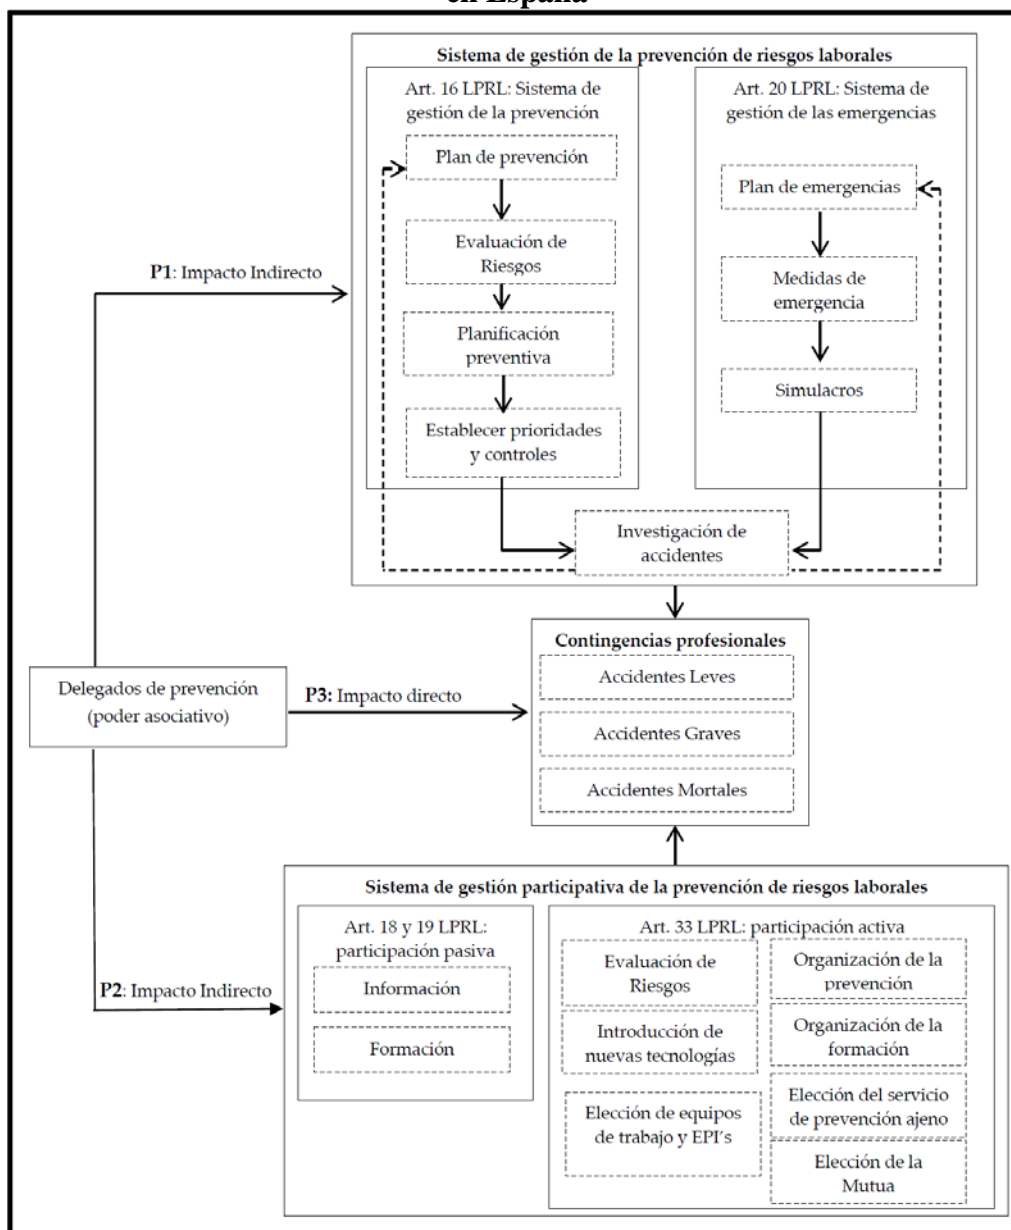 en España
Sistema de gestión de la prevención de riesgos laborales
Art. 16 LPRL: Sistema de
gestión de la prevención
Plan de prevención
Evaluación de
Riesgos
Planificación
preventiva
Establecer prioridades
y controles
Art. 20 LPRL: Sistema de
gestión de las emergencias
Plan de emergencias
Medidas de
emergencia
Simulacros
Investigación de
accidentes
P1: Impacto Indirecto
Contingencias profesionales
Accidentes Leves
Accidentes Graves
Accidentes Mortales
Delegados de prevención
(poder asociativo)
P3: Impacto directo
P2: Impacto Indirecto
Sistema de gestión participativa de la prevención de riesgos laborales
Art. 18 y 19 LPRL:
participación pasiva
Información
Formación
Art. 33 LPRL: participación activa
Evaluación de
Riesgos
Introducción de
nuevas tecnologías
Elección de equipos
de trabajo y EPI´s
Organización de la
prevención
Organización de la
formación
Elección del servicio
de prevención ajeno
Elección de la
Mutua